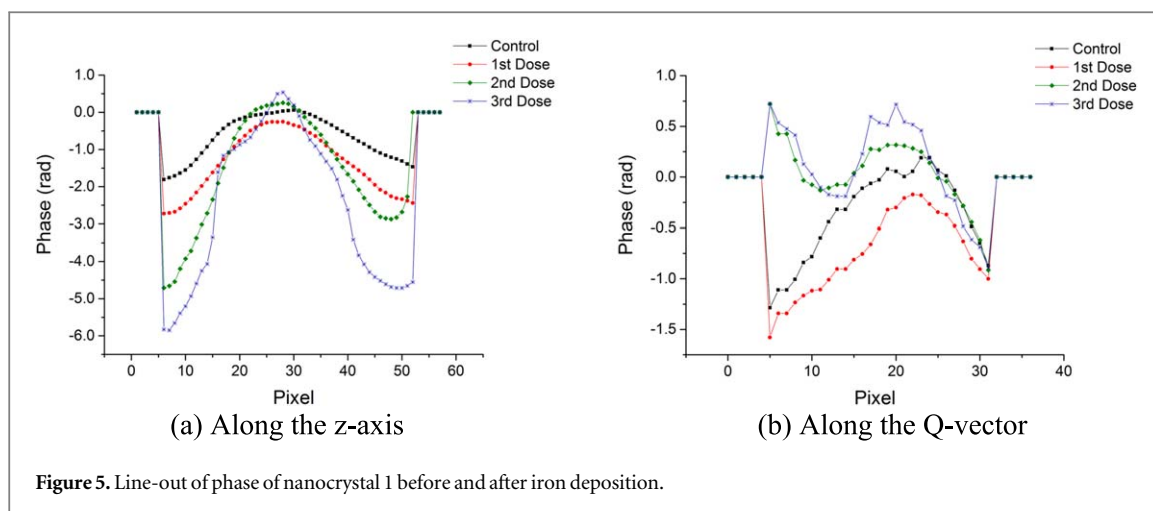 Control
1st Dose
2nd Dose
3rd Dose
1.0
0.0
-1.0
-2.0
-3.0
-4.0
-5.0
-6.0
Phase (rad)
0 10 20 30 40 50 60
Pixel
(a) Along the z-axis
Control
1st Dose
2nd Dose
3rd Dose
1.0
0.5
0.0
-0.5
-1.0
-1.5
Phase (rad)
0 10 20 30 40
Pixel
(b) Along the Q-vector
Figure 5. Line-out of phase of nanocrystal 1 before and after iron deposition.